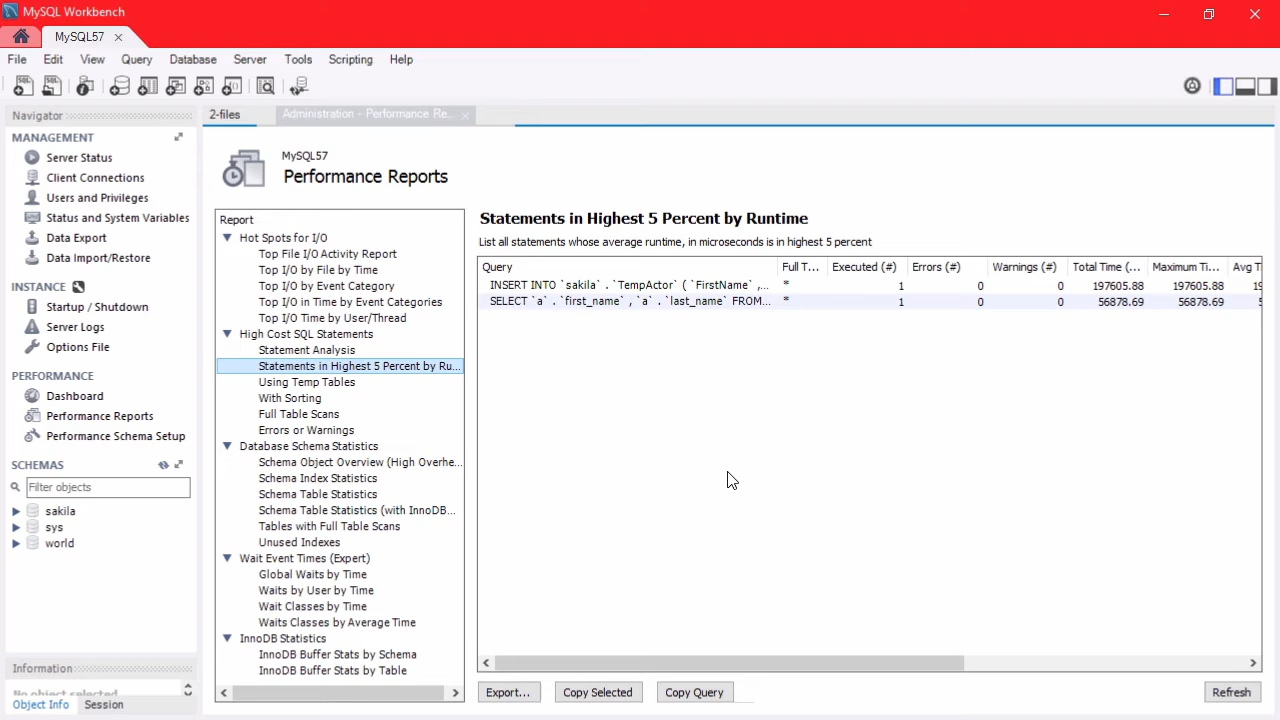 MySQL Workbench
MySQL57
File Edit View Query Database Server Tools Scripting Help
Navigator
MANAGEMENT
Server Status
Client Connections
Users and Privileges
Status and System Variables
Data Export
Data Import/Restore
INSTANCE
Startup / Shutdown
Server Logs
Options File
PERFORMANCE
Dashboard
Performance Reports
Performance Schema Setup
SCHEMAS
Filter objects
sakila
sys
world
Information
No object selected
Object Info Session
2-files Administration - Performance Re...
MySQL57
Performance Reports
Report
Hot Spots for I/O
Top File I/O Activity Report
Top I/O by File by Time
Top I/O by Event Category
Top I/O in Time by Event Categories
Top I/O Time by User/Thread
High Cost SQL Statements
Statement Analysis
Statements in Highest 5 Percent by Ru...
Using Temp Tables
With Sorting
Full Table Scans
Errors or Warnings
Database Schema Statistics
Schema Object Overview (High Overhe...
Schema Index Statistics
Schema Table Statistics
Schema Table Statistics (with InnoDB...
Tables with Full Table Scans
Unused Indexes
Wait Event Times (Expert)
Global Waits by Time
Waits by User by Time
Wait Classes by Time
Waits Classes by Average Time
InnoDB Statistics
InnoDB Buffer Stats by Schema
InnoDB Buffer Stats by Table
Statements in Highest 5 Percent by Runtime
List all statements whose average runtime, in microseconds is in highest 5 percent
Query Full T... Executed (#) Errors (#) Warnings (#) Total Time (... Maximum Ti... Avg T
INSERT INTO `sakila` . `TempActor` ( `FirstName` ,... * 1 0 0 197605.88 197605.88 19
SELECT `a` . `first_name` , `a` . `last_name` FROM... * 1 0 0 56878.69 56878.69 5
Export... Copy Selected Copy Query Refresh